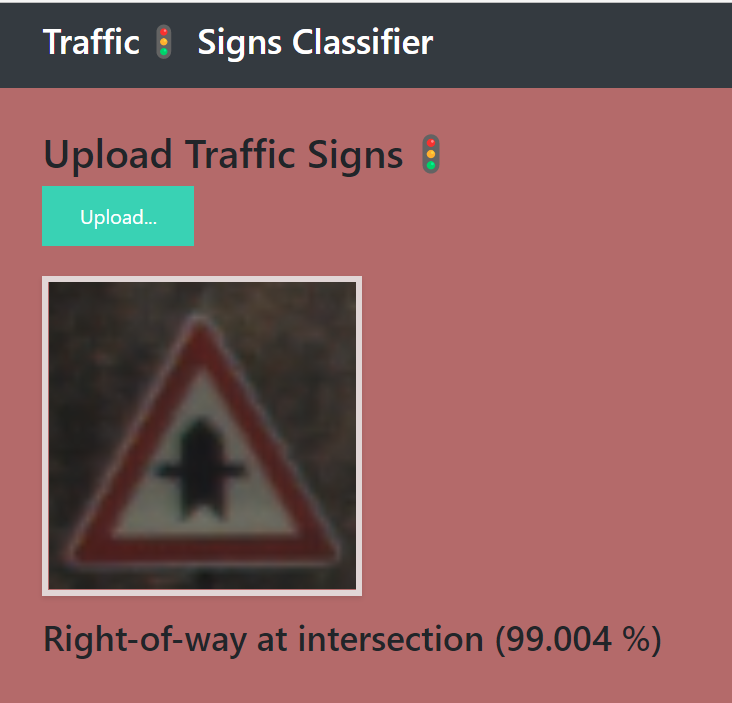 Traffic🚦 Signs Classifier
Upload Traffic Signs 🚦
Upload...
Right-of-way at intersection (99.004 %)